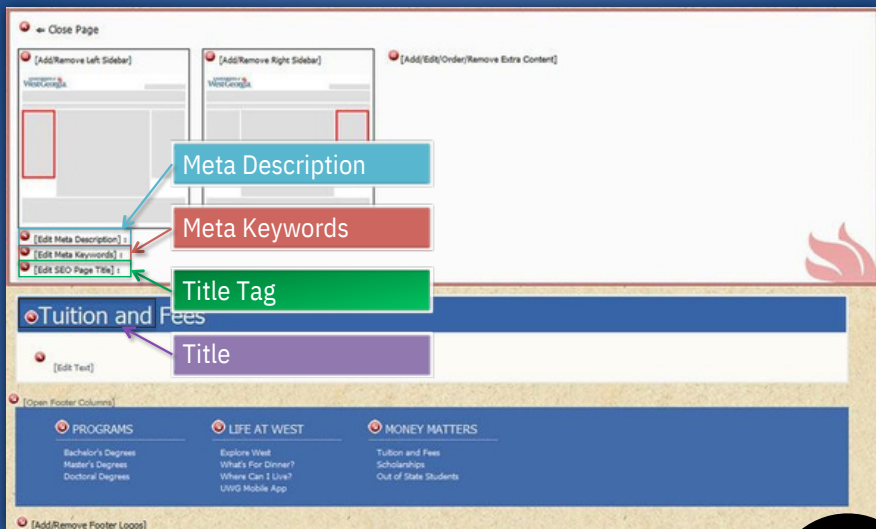 ⇐ Close Page
[Add/Remove Left Sidebar]
[Add/Remove Right Sidebar]
[Add/Edit/Order/Remove Extra Content]
West Georgia
West Georgia
Meta Description
Meta Keywords
Title Tag
Title
[Edit Meta Description] :
[Edit Meta Keywords] :
[Edit SEO Page Title] :
Tuition and Fees
[Edit Text]
[Open Footer Columns]
PROGRAMS
Bachelor's Degrees
Master's Degrees
Doctoral Degrees
LIFE AT WEST
Explore West
What's For Dinner?
Where Can I Live?
UWG Mobile App
MONEY MATTERS
Tuition and Fees
Scholarships
Out of State Students
[Add/Remove Footer Logos]